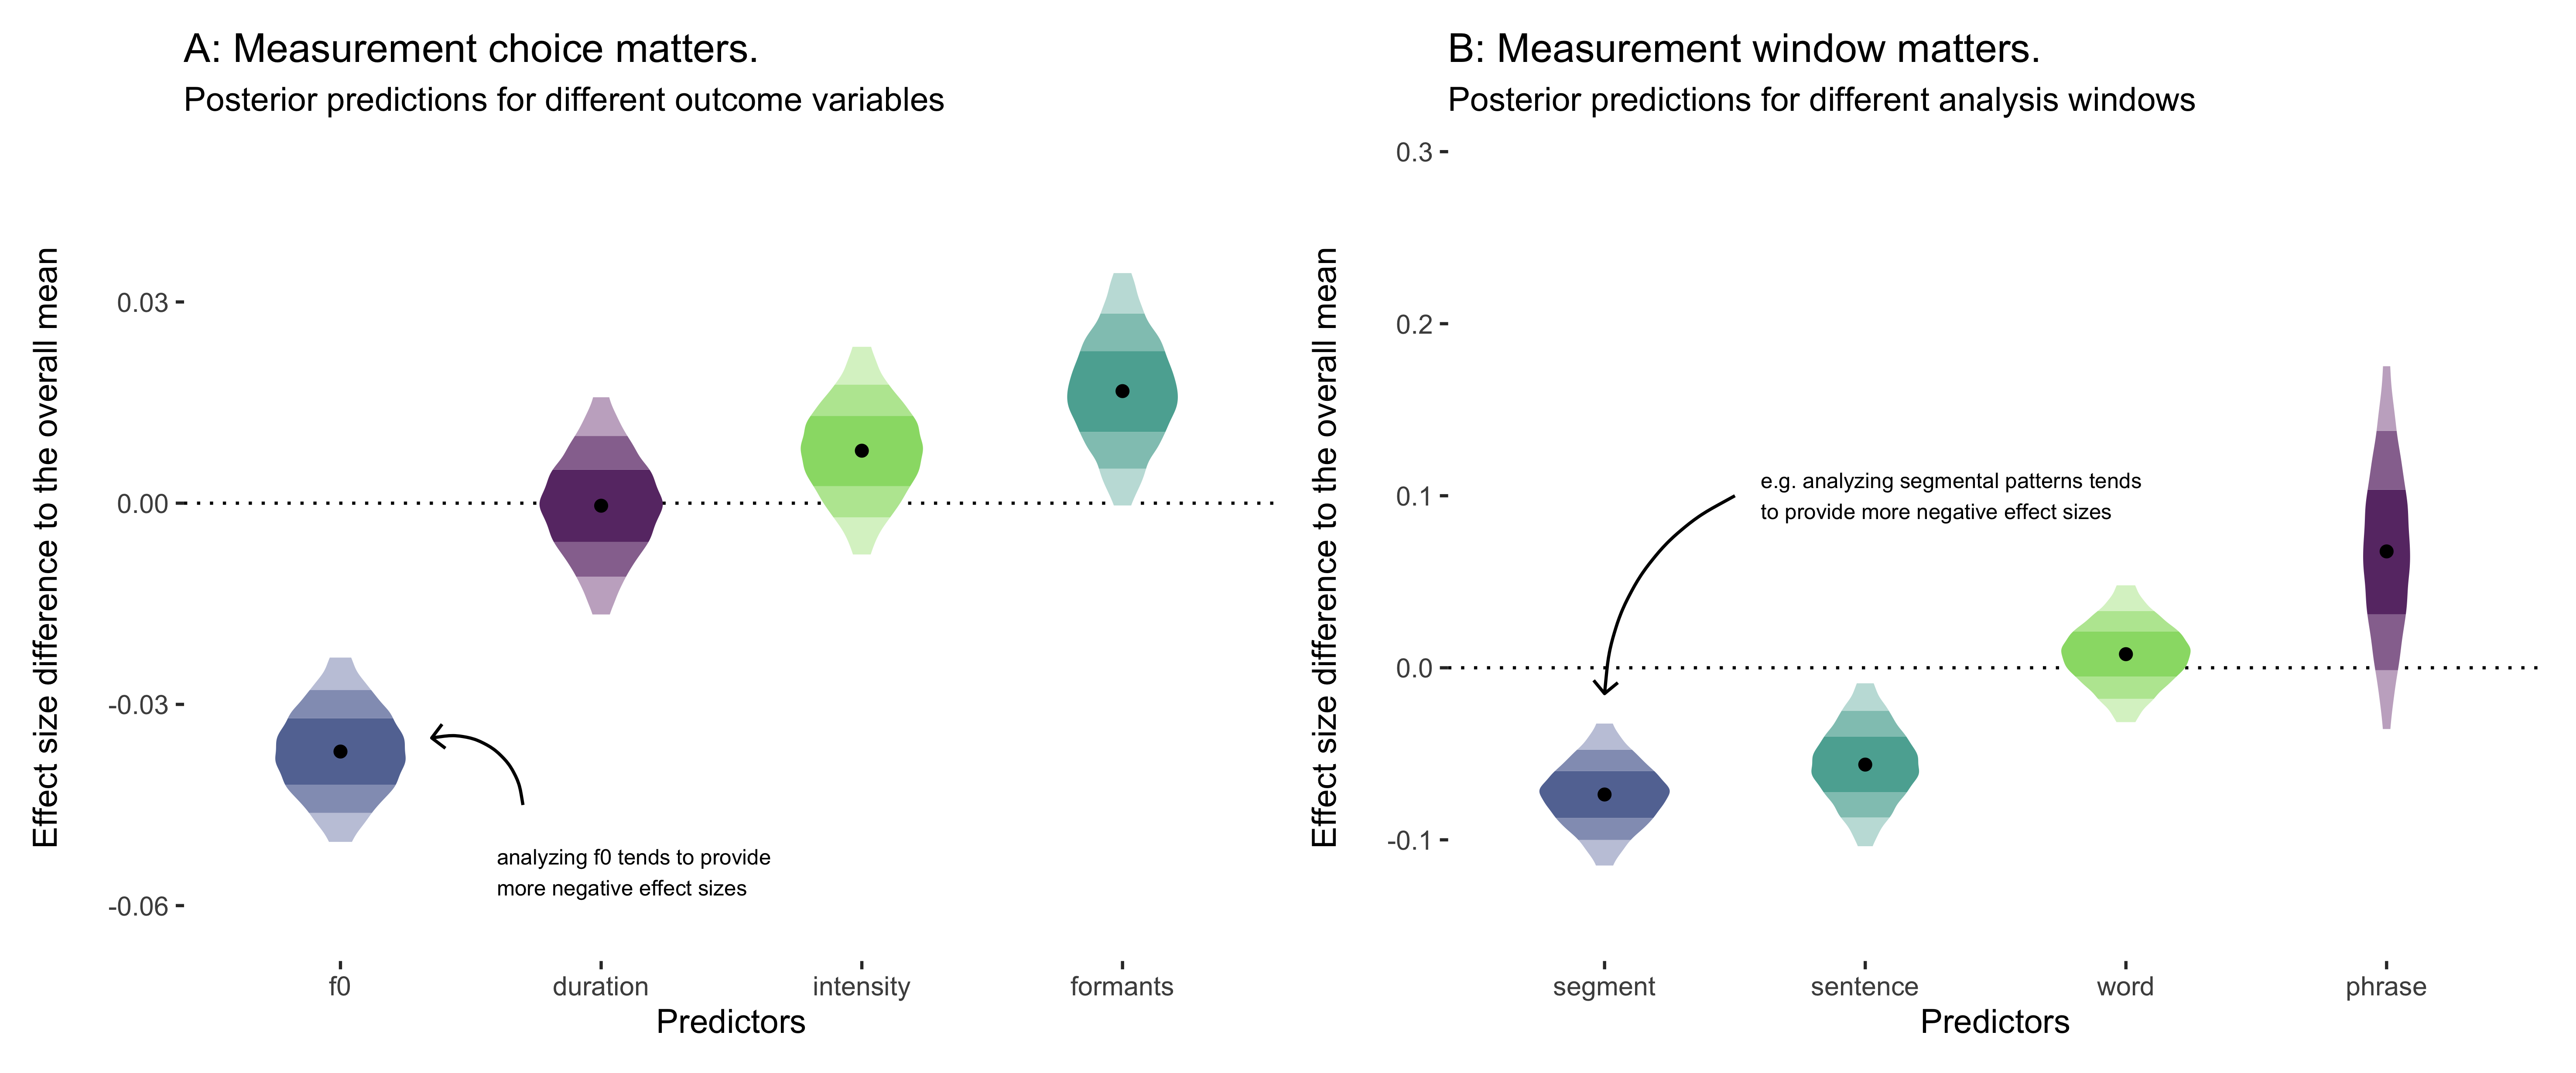 A: Measurement choice matters.
Posterior predictions for different outcome variables
Effect size difference to the overall mean
0.03
0.00
-0.03
-0.06
analyzing f0 tends to provide
more negative effect sizes
f0
duration
intensity
formants
Predictors
B: Measurement window matters.
Posterior predictions for different analysis windows
Effect size difference to the overall mean
0.3
0.2
0.1
0.0
-0.1
e.g. analyzing segmental patterns tends
to provide more negative effect sizes
segment
sentence
word
phrase
Predictors